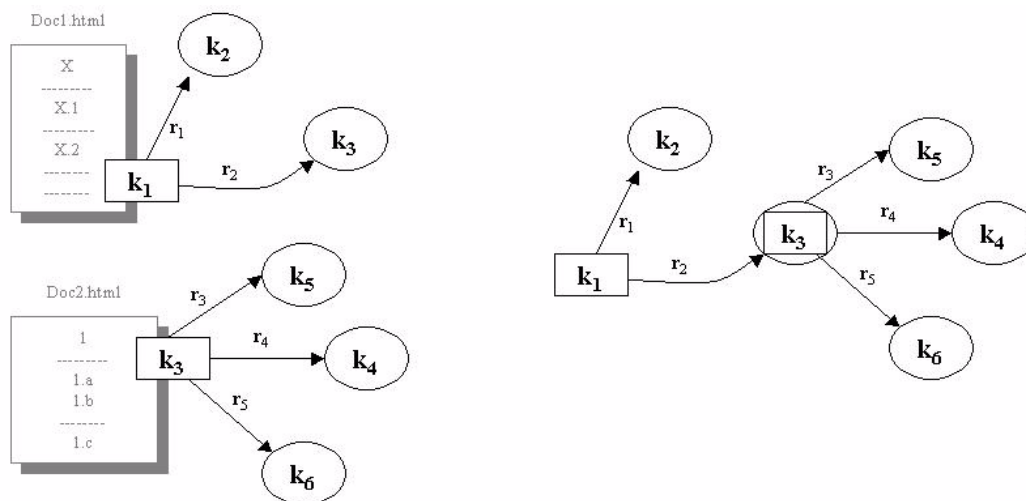 Doc1.html
X
--------
X.1
--------
X.2
--------
--------
k₁
r₁
k₂
r₂
k₃
Doc2.html
1
--------
1.a
1.b
--------
1.c
k₃
r₃
k₅
r₄
k₄
r₅
k₆
k₁
r₁
k₂
r₂
k₃
r₃
k₅
r₄
k₄
r₅
k₆